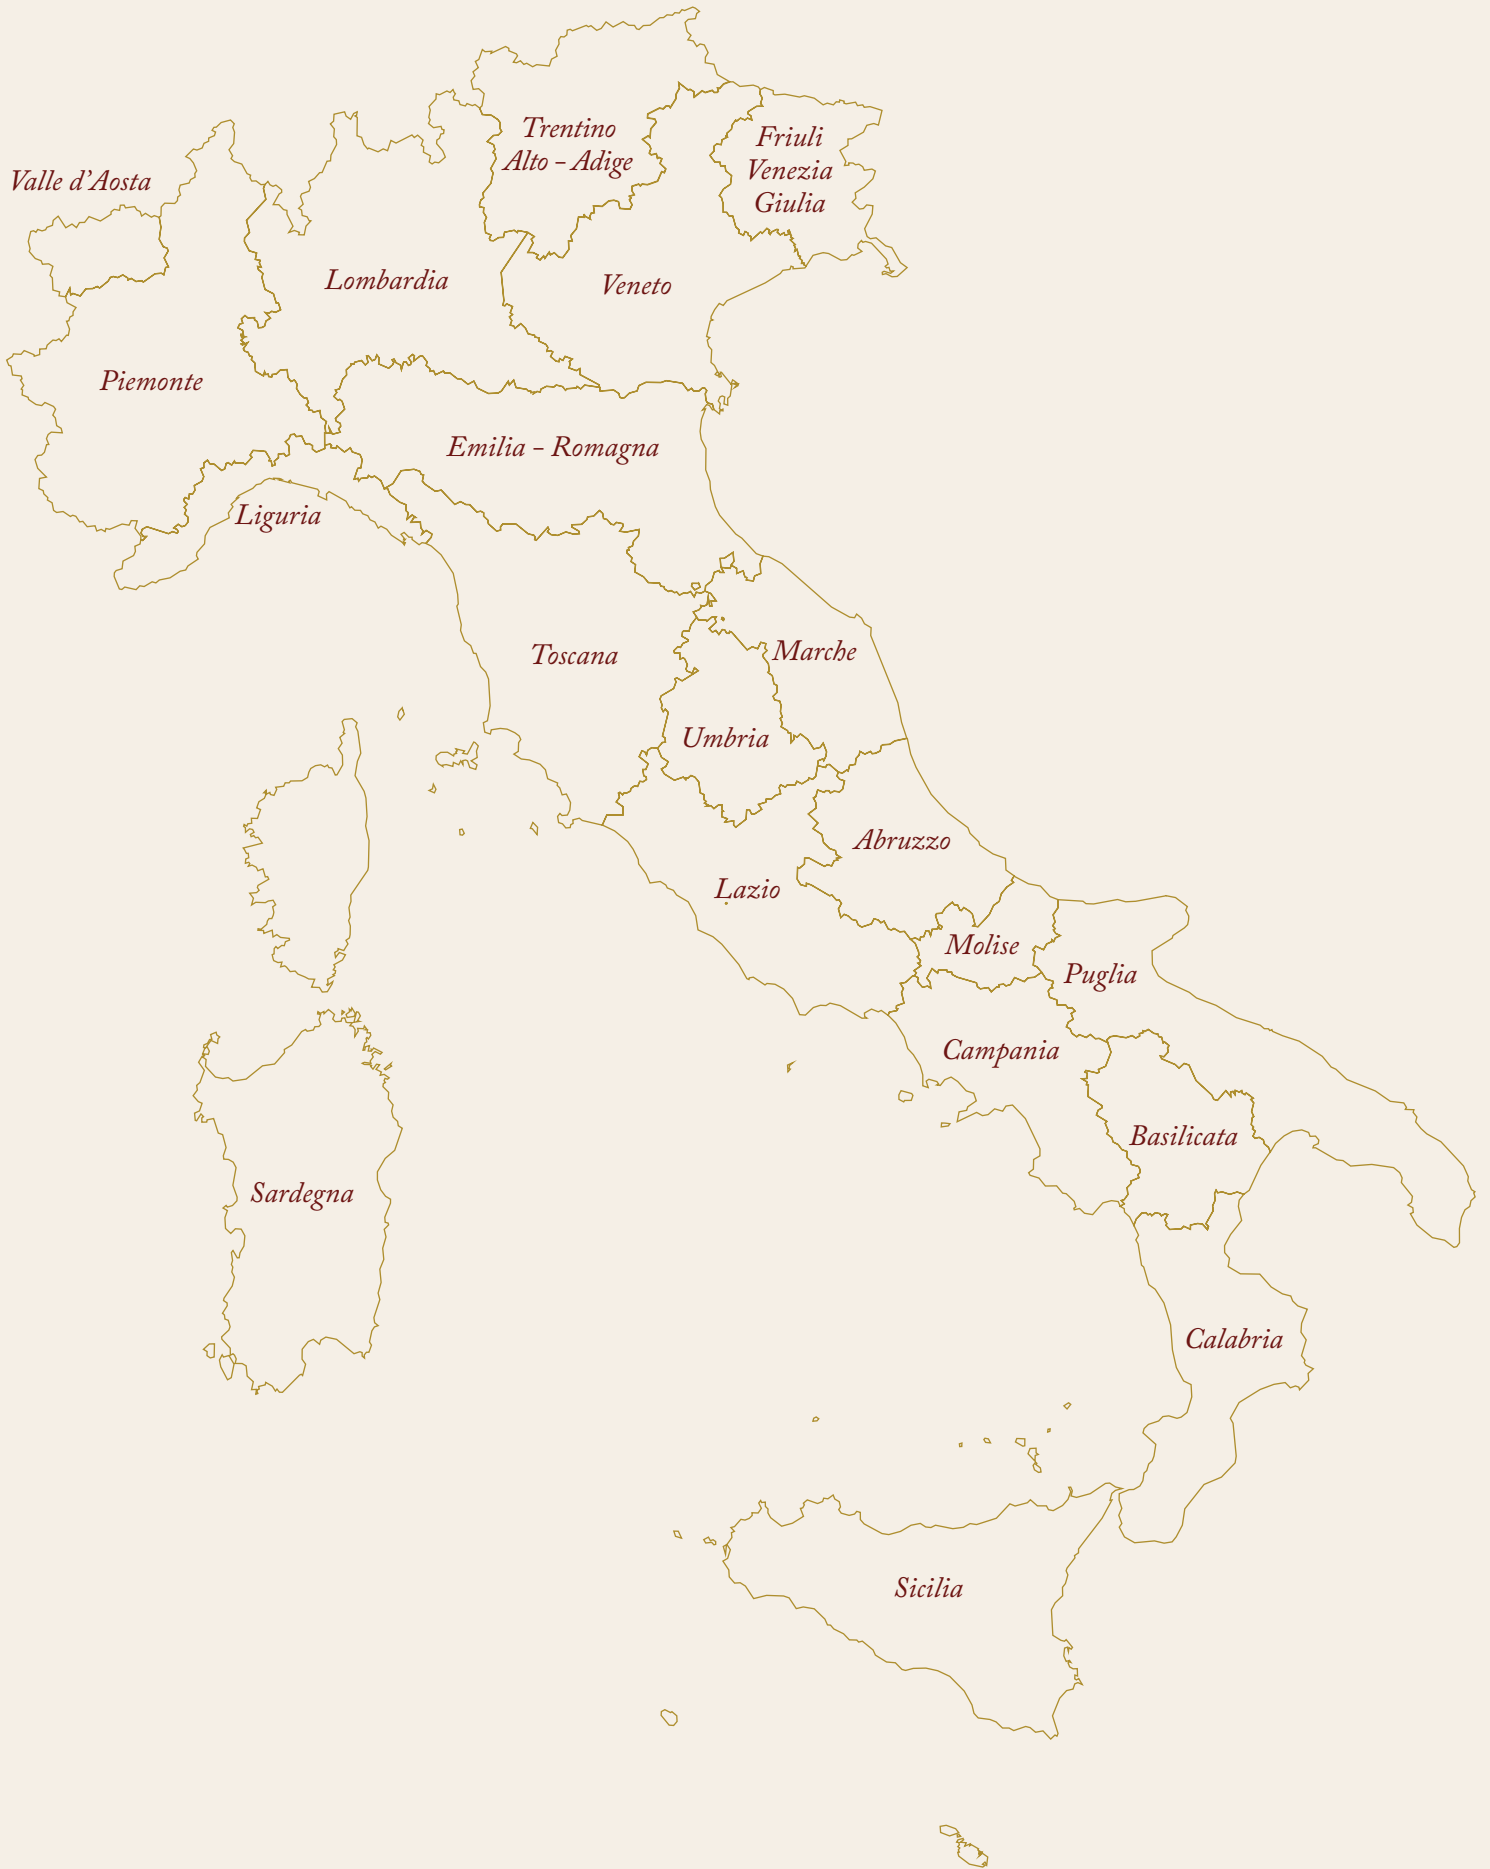 Trentino
Alto - Adige
Friuli
Venezia
Giulia
Valle d'Aosta
Lombardia
Veneto
Piemonte
Emilia - Romagna
Liguria
Toscana
Marche
Umbria
Abruzzo
Lazio
Molise
Puglia
Campania
Basilicata
Sardegna
Calabria
Sicilia